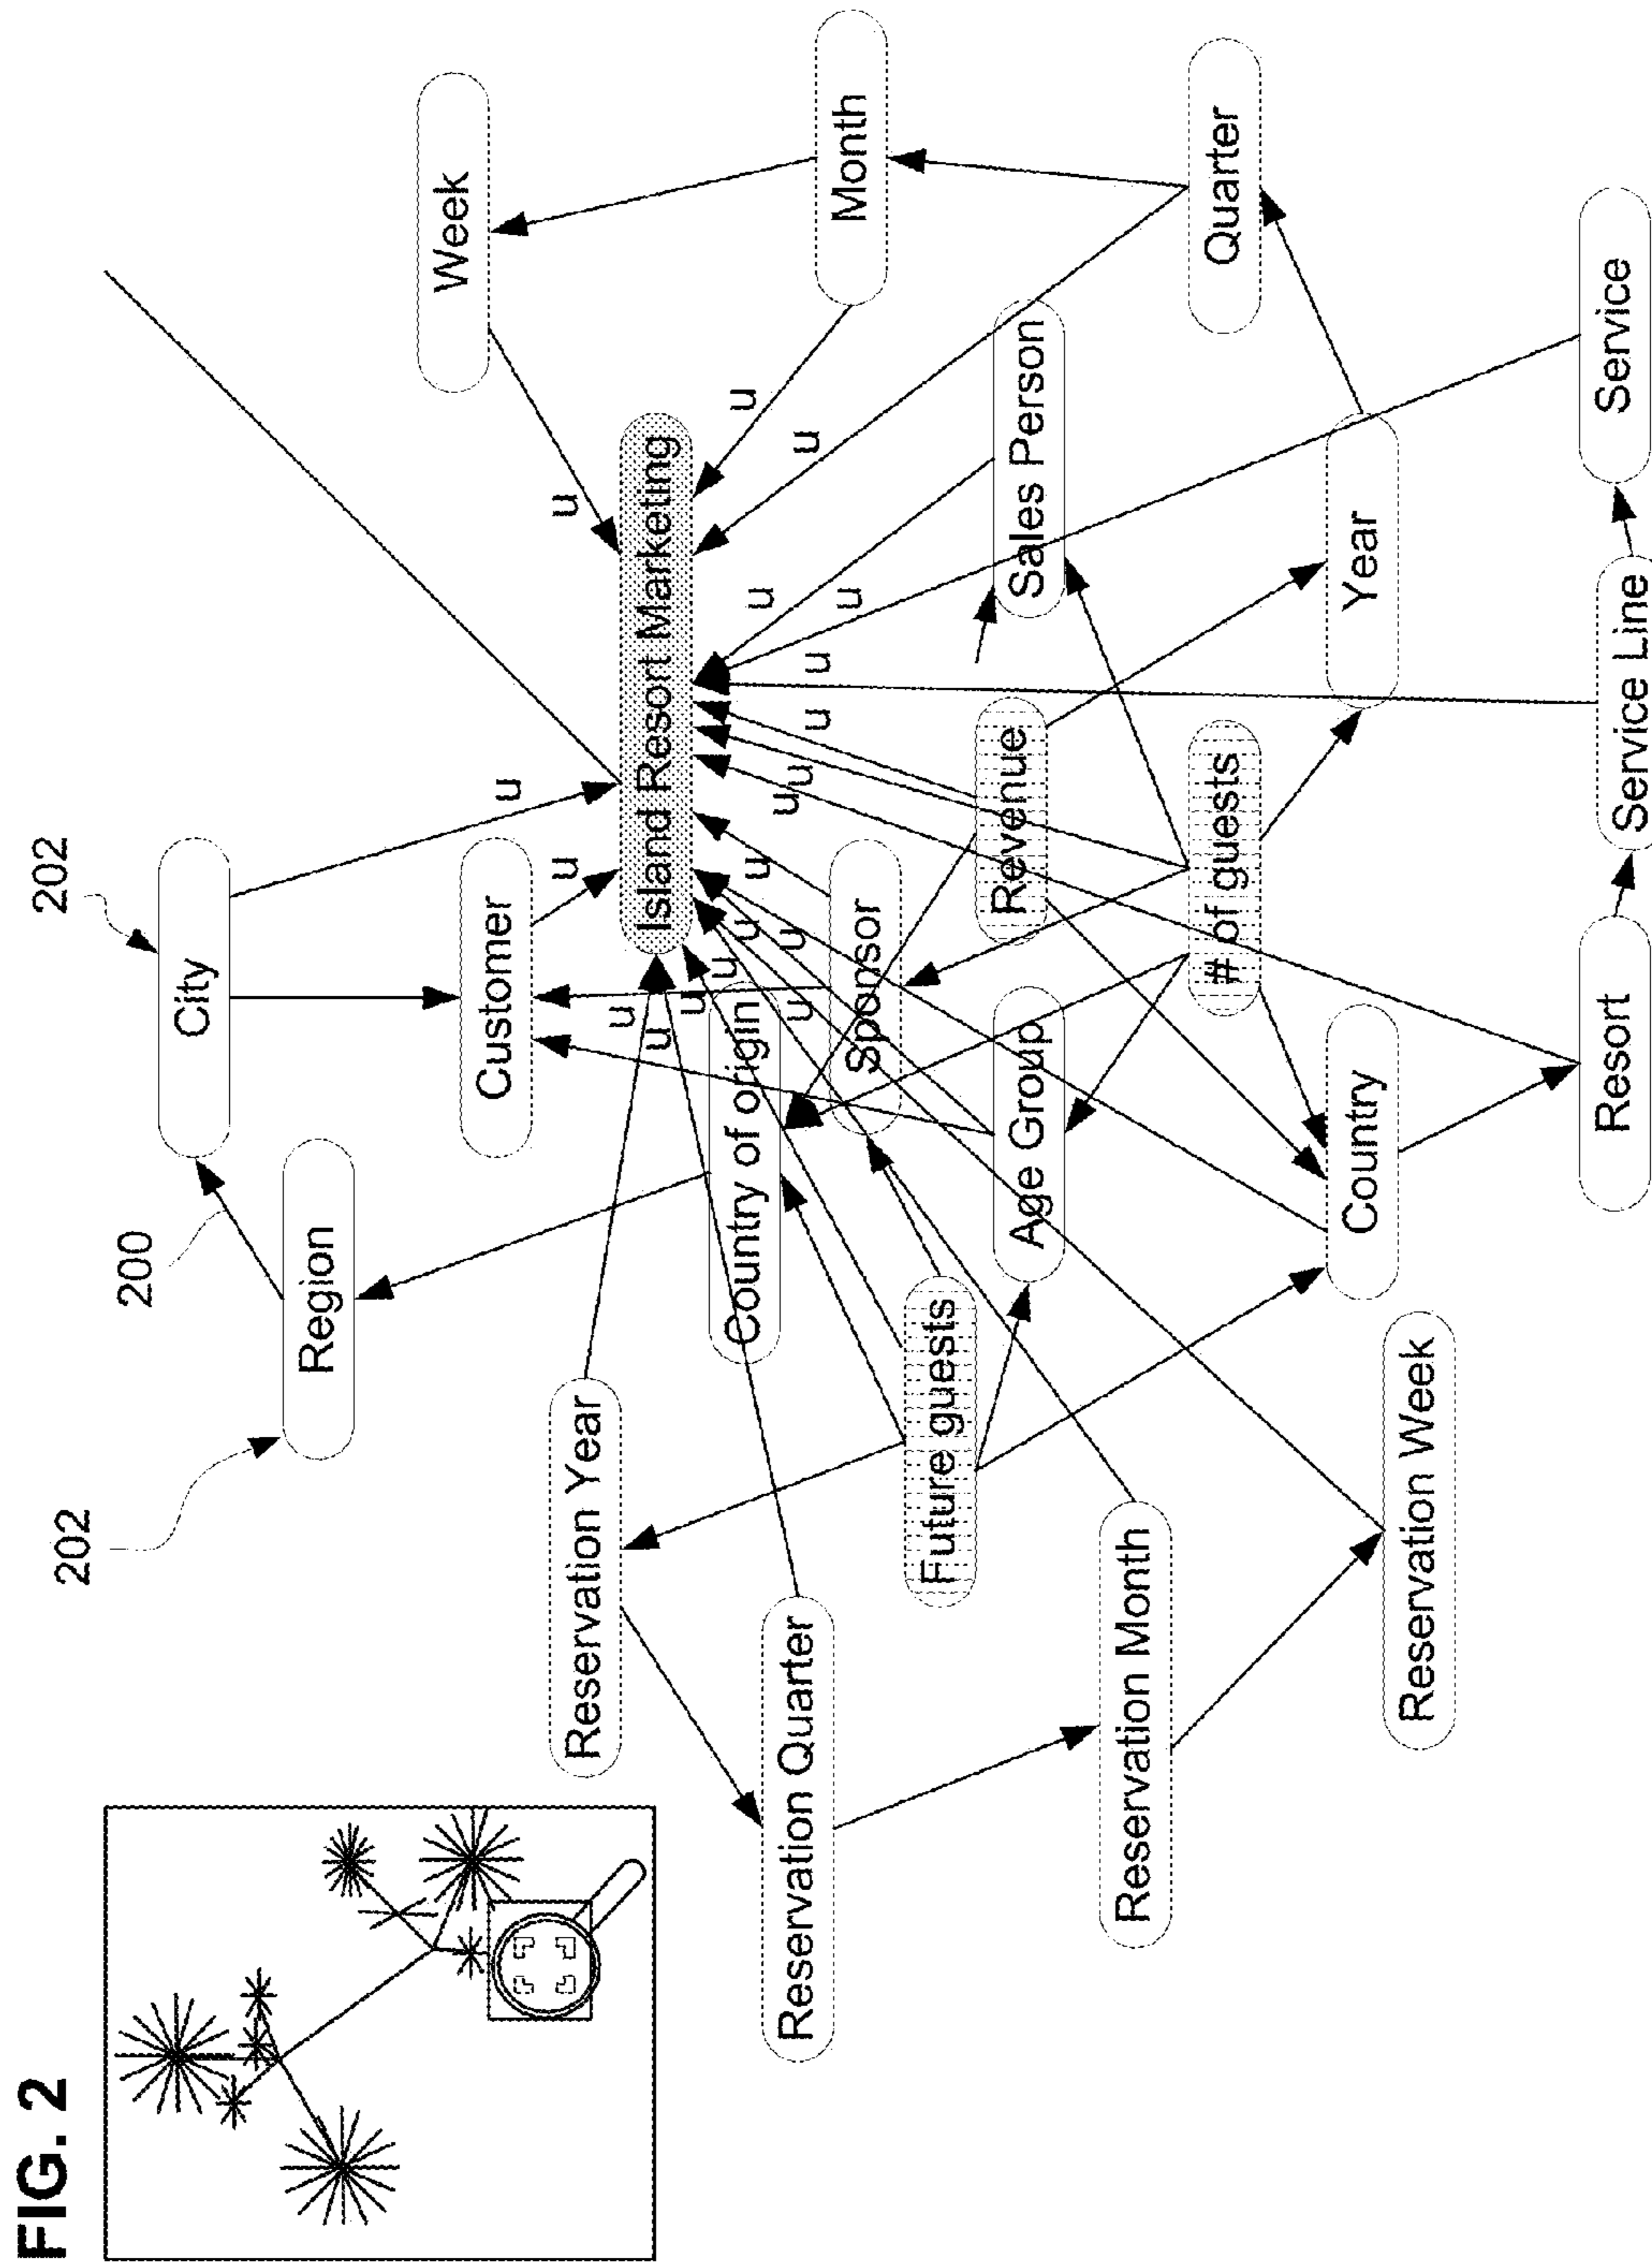 FIG. 2
202
200
202
City
Region
Customer
Week
Reservation Year
u
u
u
u
Island Resort Marketing
u
u
u
Country of origin
u
u
u
u
u
u
u
u
u
u
u
Month
Reservation Quarter
Sponsor
Future guests
Revenue
Age Group
Sales Person
Reservation Month
# of guests
Quarter
Country
Year
Reservation Week
Resort
Service Line
Service